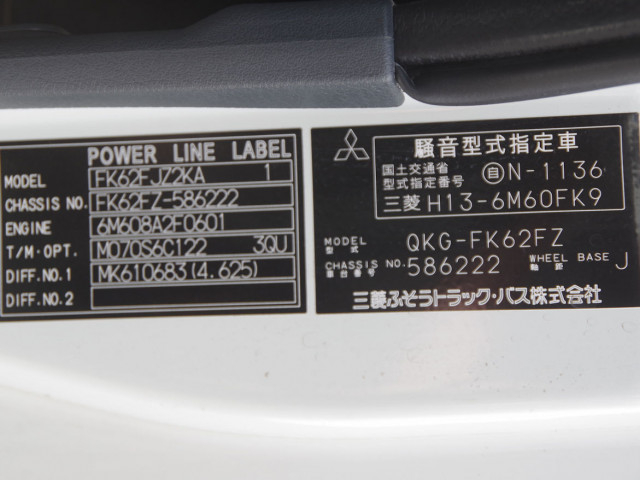 POWER LINE LABEL
MODEL FK62FJZ2KA 1
CHASSIS NO. FK62FZ-586222
ENGINE 6M608A2F0601
T/M・OPT. M070S6C122 3QU
DIFF.NO.1 MK610683(4.625)
DIFF.NO.2
騒音型式指定車
国土交通省
型式指定番号 自N-1136
三菱 H13-6M60FK9
MODEL QKG-FK62FZ
型式
CHASSIS NO. 586222 WHEEL BASE J
車台番号 軸距
三菱ふそうトラック・バス株式会社